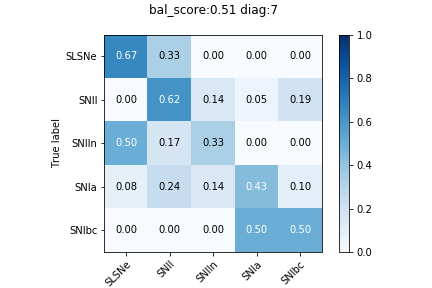 bal_score:0.51 diag:7
SLSNe 0.67 0.33 0.00 0.00 0.00
SNII 0.00 0.62 0.14 0.05 0.19
SNIIn 0.50 0.17 0.33 0.00 0.00
SNIa 0.08 0.24 0.14 0.43 0.10
SNIbc 0.00 0.00 0.00 0.50 0.50
SLSNe SNII SNIIn SNIa SNIbc
True label
1.0
0.8
0.6
0.4
0.2
0.0